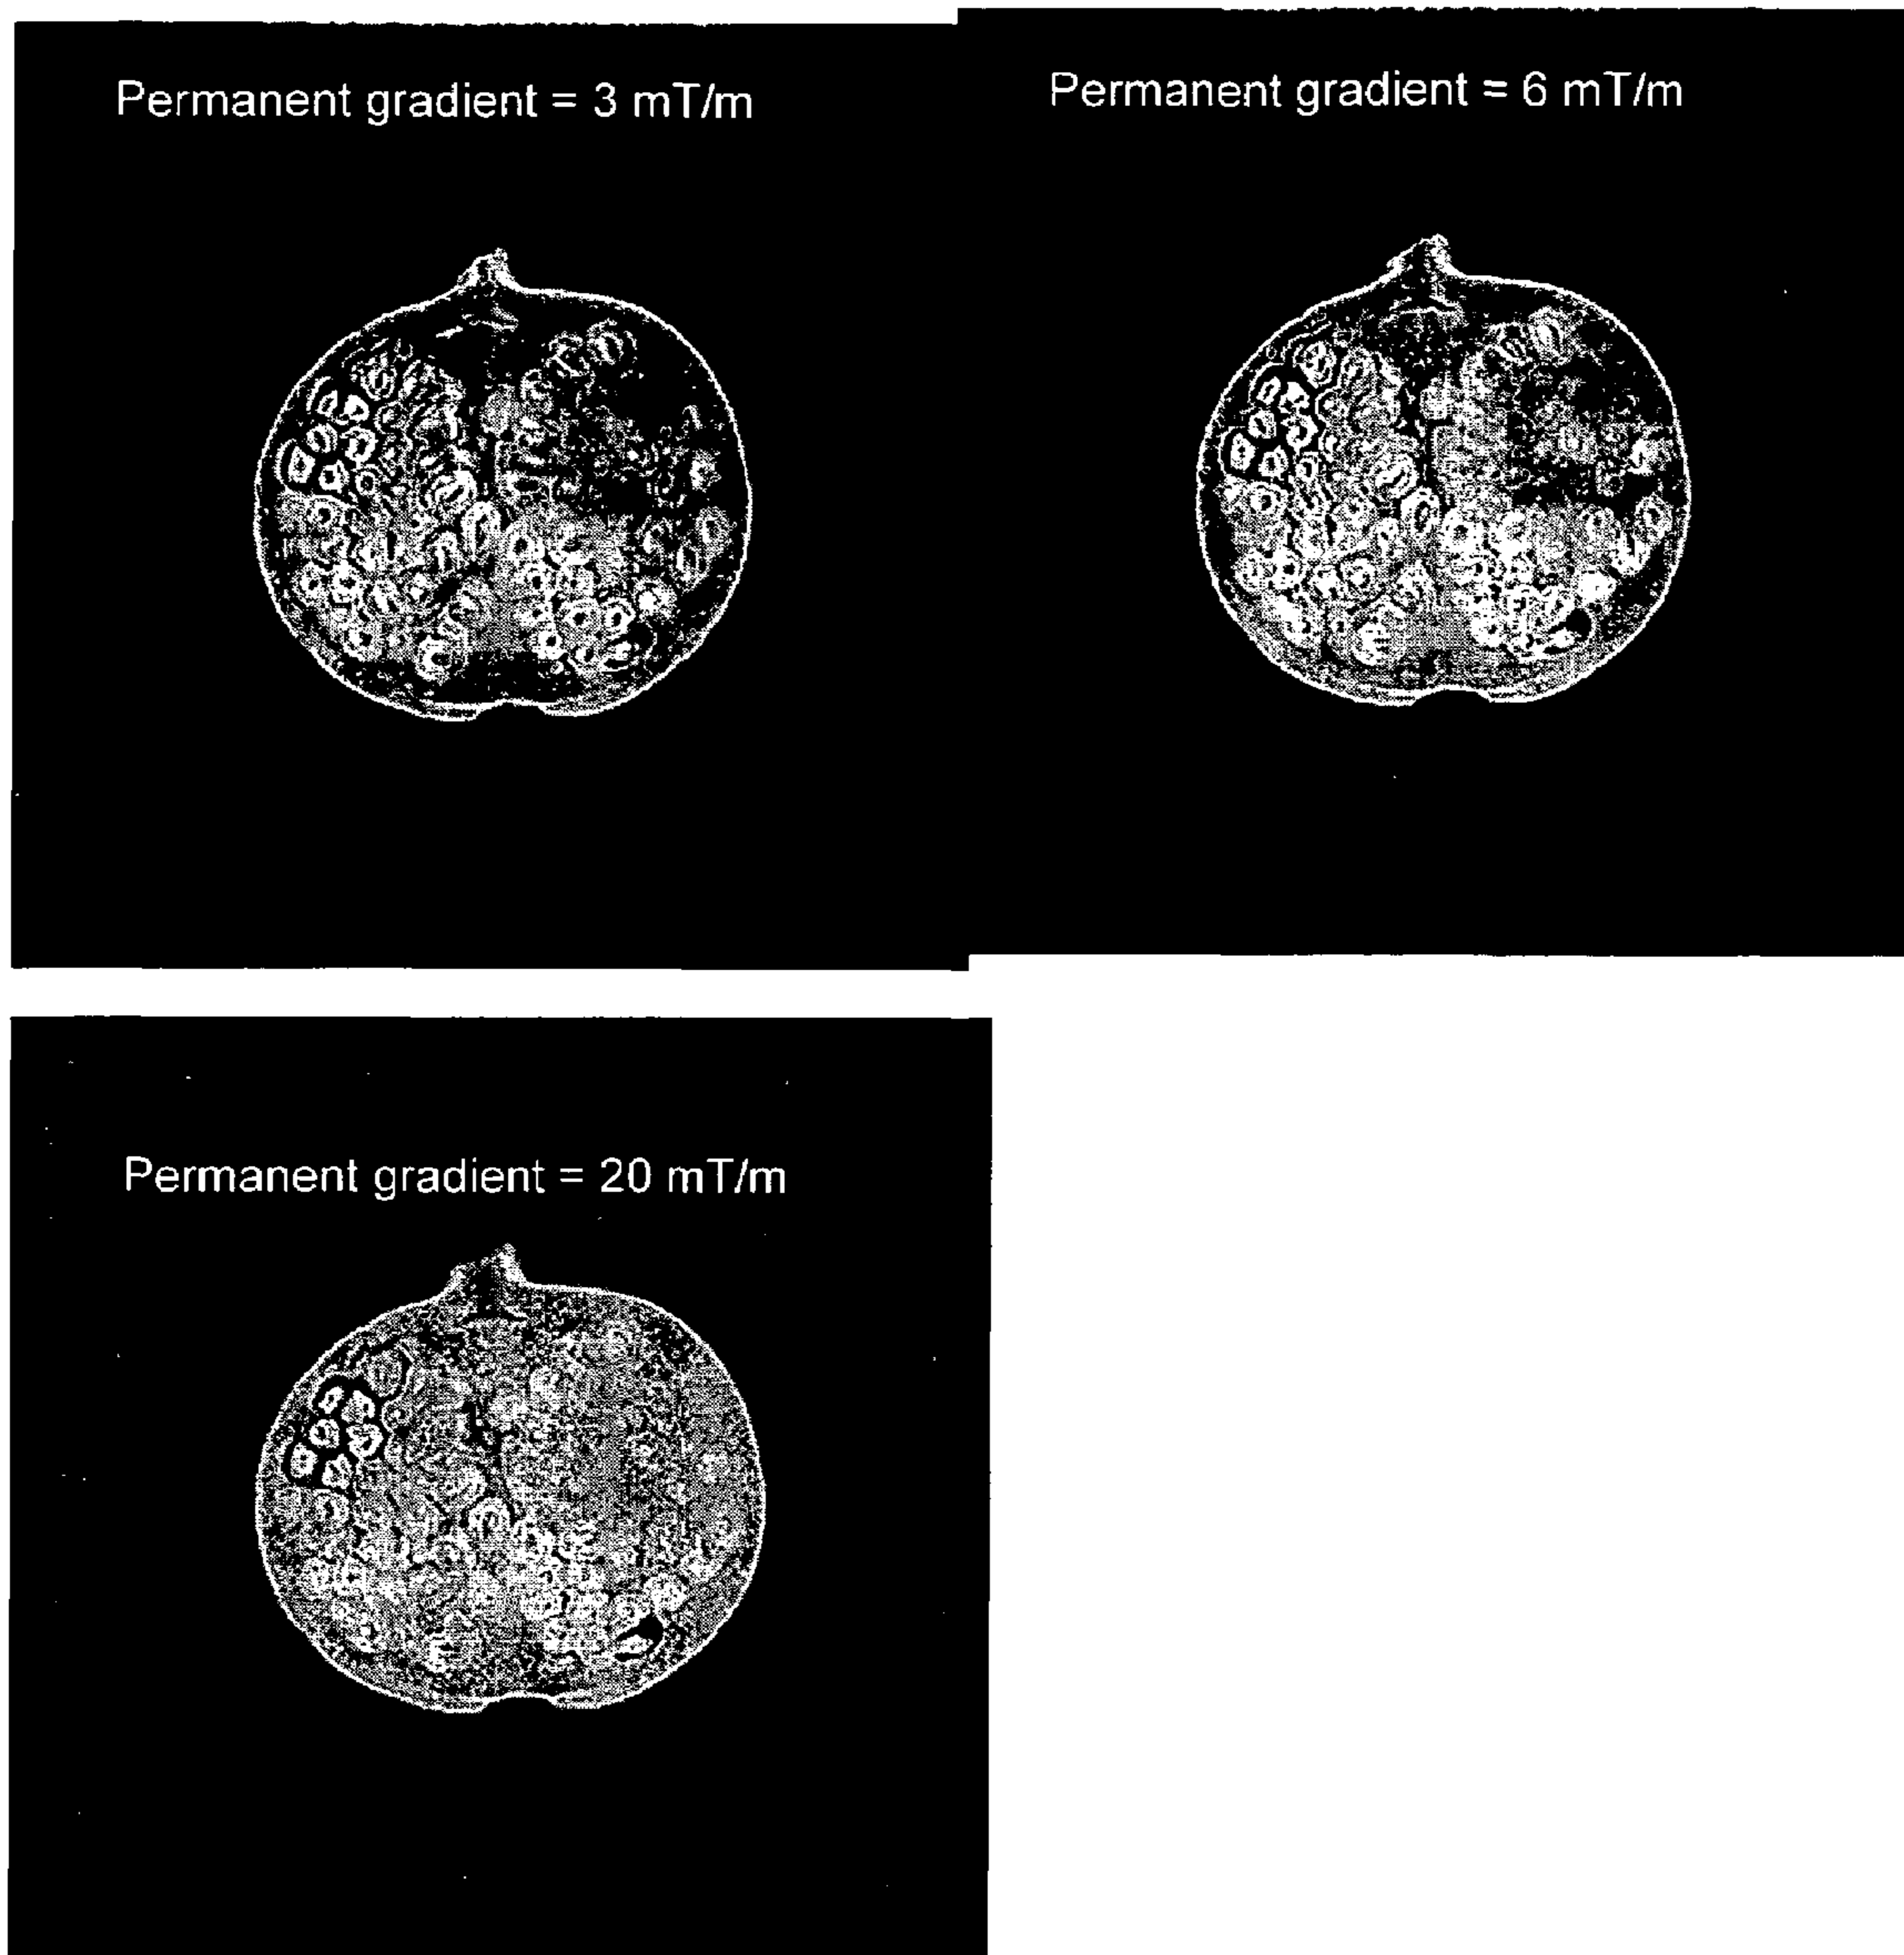 Permanent gradient = 3 mT/m
Permanent gradient = 6 mT/m
Permanent gradient = 20 mT/m